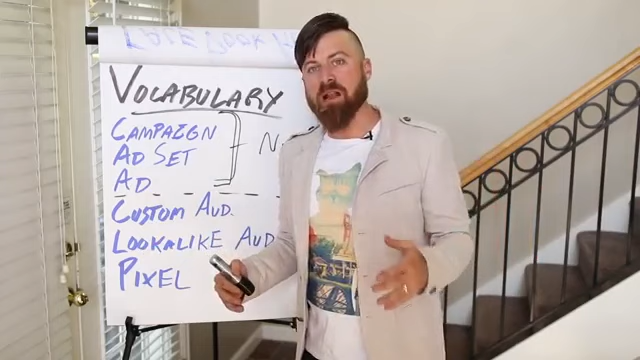 VOCABULARY
CAMPAIGN
AD SET
AD
CUSTOM AUD.
LOOKALIKE AUD
PIXEL